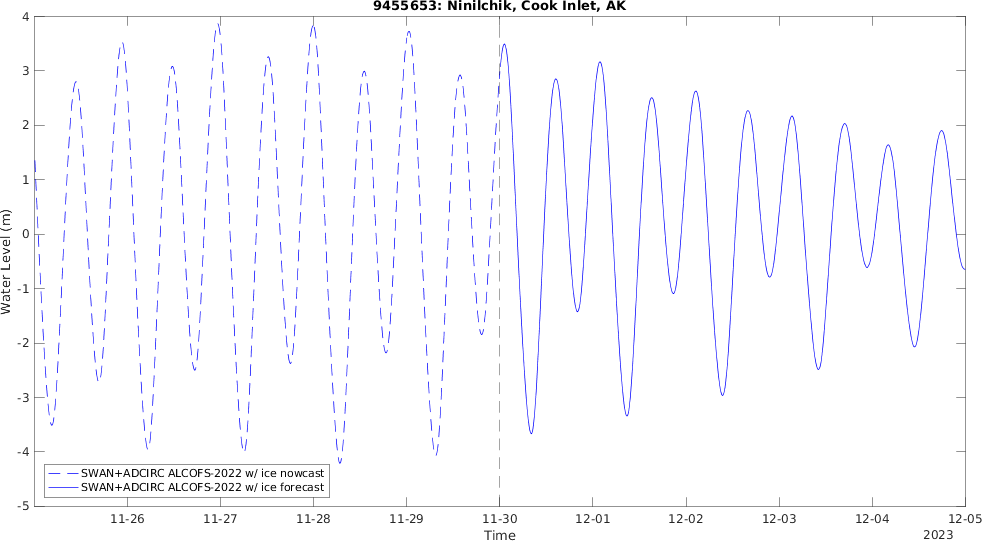 9455653: Ninilchik, Cook Inlet, AK
Water Level (m)
4
3
2
1
0
-1
-2
-3
-4
-5
SWAN+ADCIRC ALCOFS-2022 w/ ice nowcast
SWAN+ADCIRC ALCOFS-2022 w/ ice forecast
11-26 11-27 11-28 11-29 11-30 12-01 12-02 12-03 12-04 12-05
Time
2023